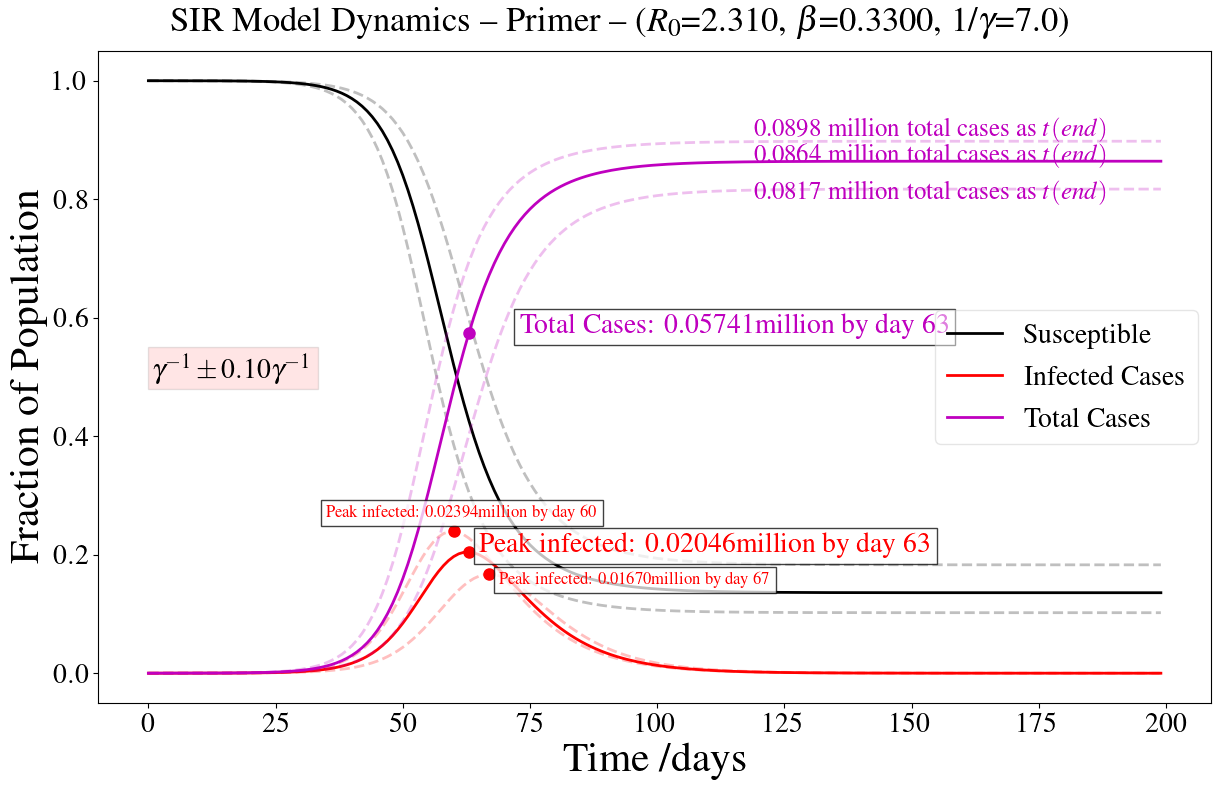 SIR Model Dynamics – Primer – (R₀=2.310, β=0.3300, 1/γ=7.0)
Fraction of Population
1.0
0.8
0.6
0.4
0.2
0.0
0.0898 million total cases as t(end)
0.0864 million total cases as t(end)
0.0817 million total cases as t(end)
Total Cases: 0.05741million by day 63
γ⁻¹ ± 0.10γ⁻¹
Susceptible
Infected Cases
Total Cases
Peak infected: 0.02394million by day 60
Peak infected: 0.02046million by day 63
Peak infected: 0.01670million by day 67
0 25 50 75 100 125 150 175 200
Time /days